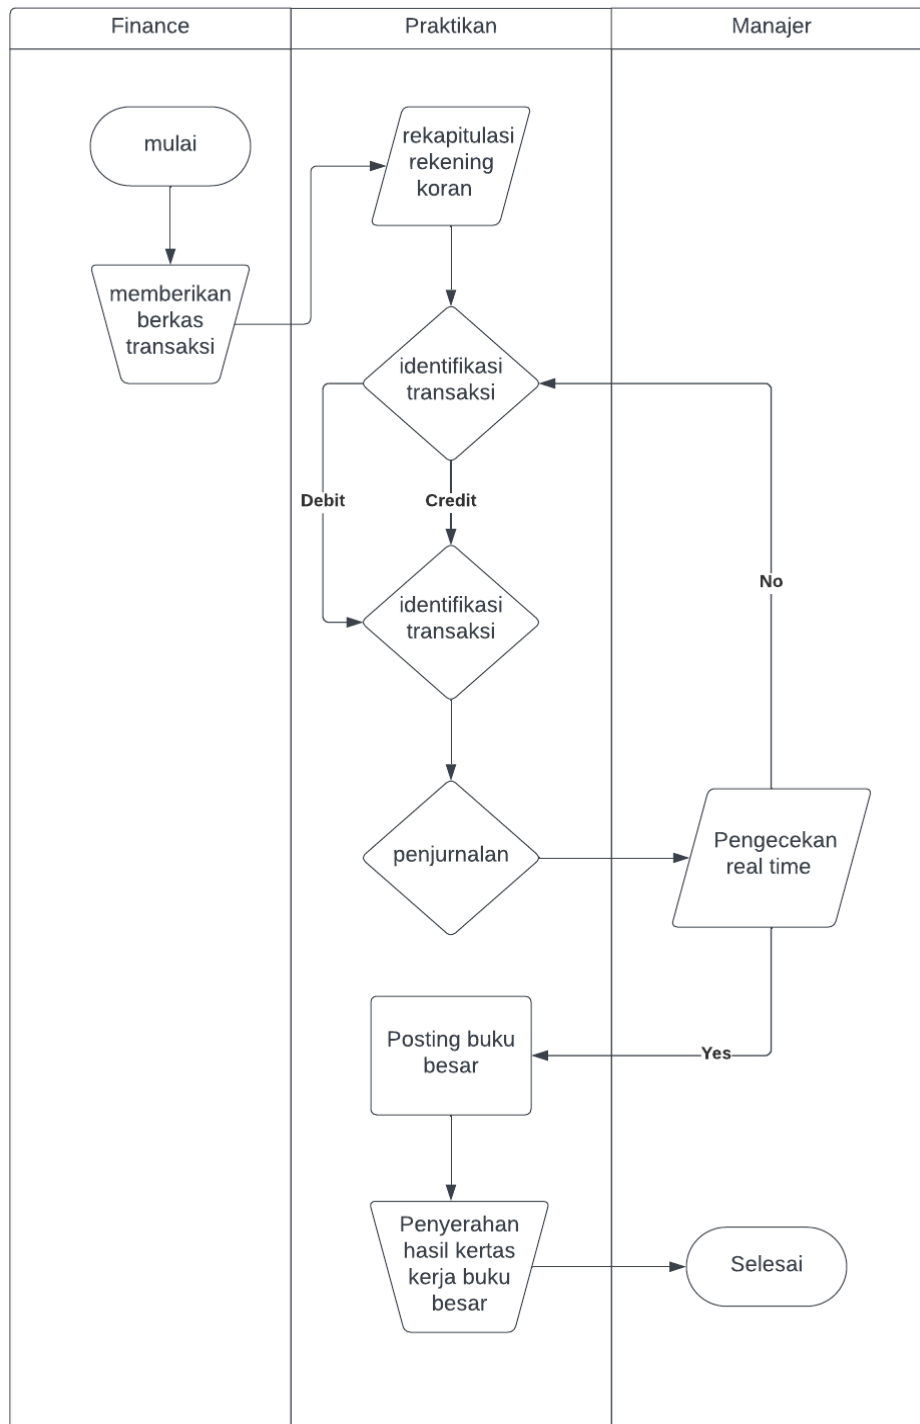 Finance
Praktikan
Manajer
mulai
rekapitulasi
rekening
koran
memberikan
berkas
transaksi
identifikasi
transaksi
Debit
Credit
No
identifikasi
transaksi
penjurnalan
Pengecekan
real time
Posting buku
besar
Yes
Penyerahan
hasil kertas
kerja buku
besar
Selesai